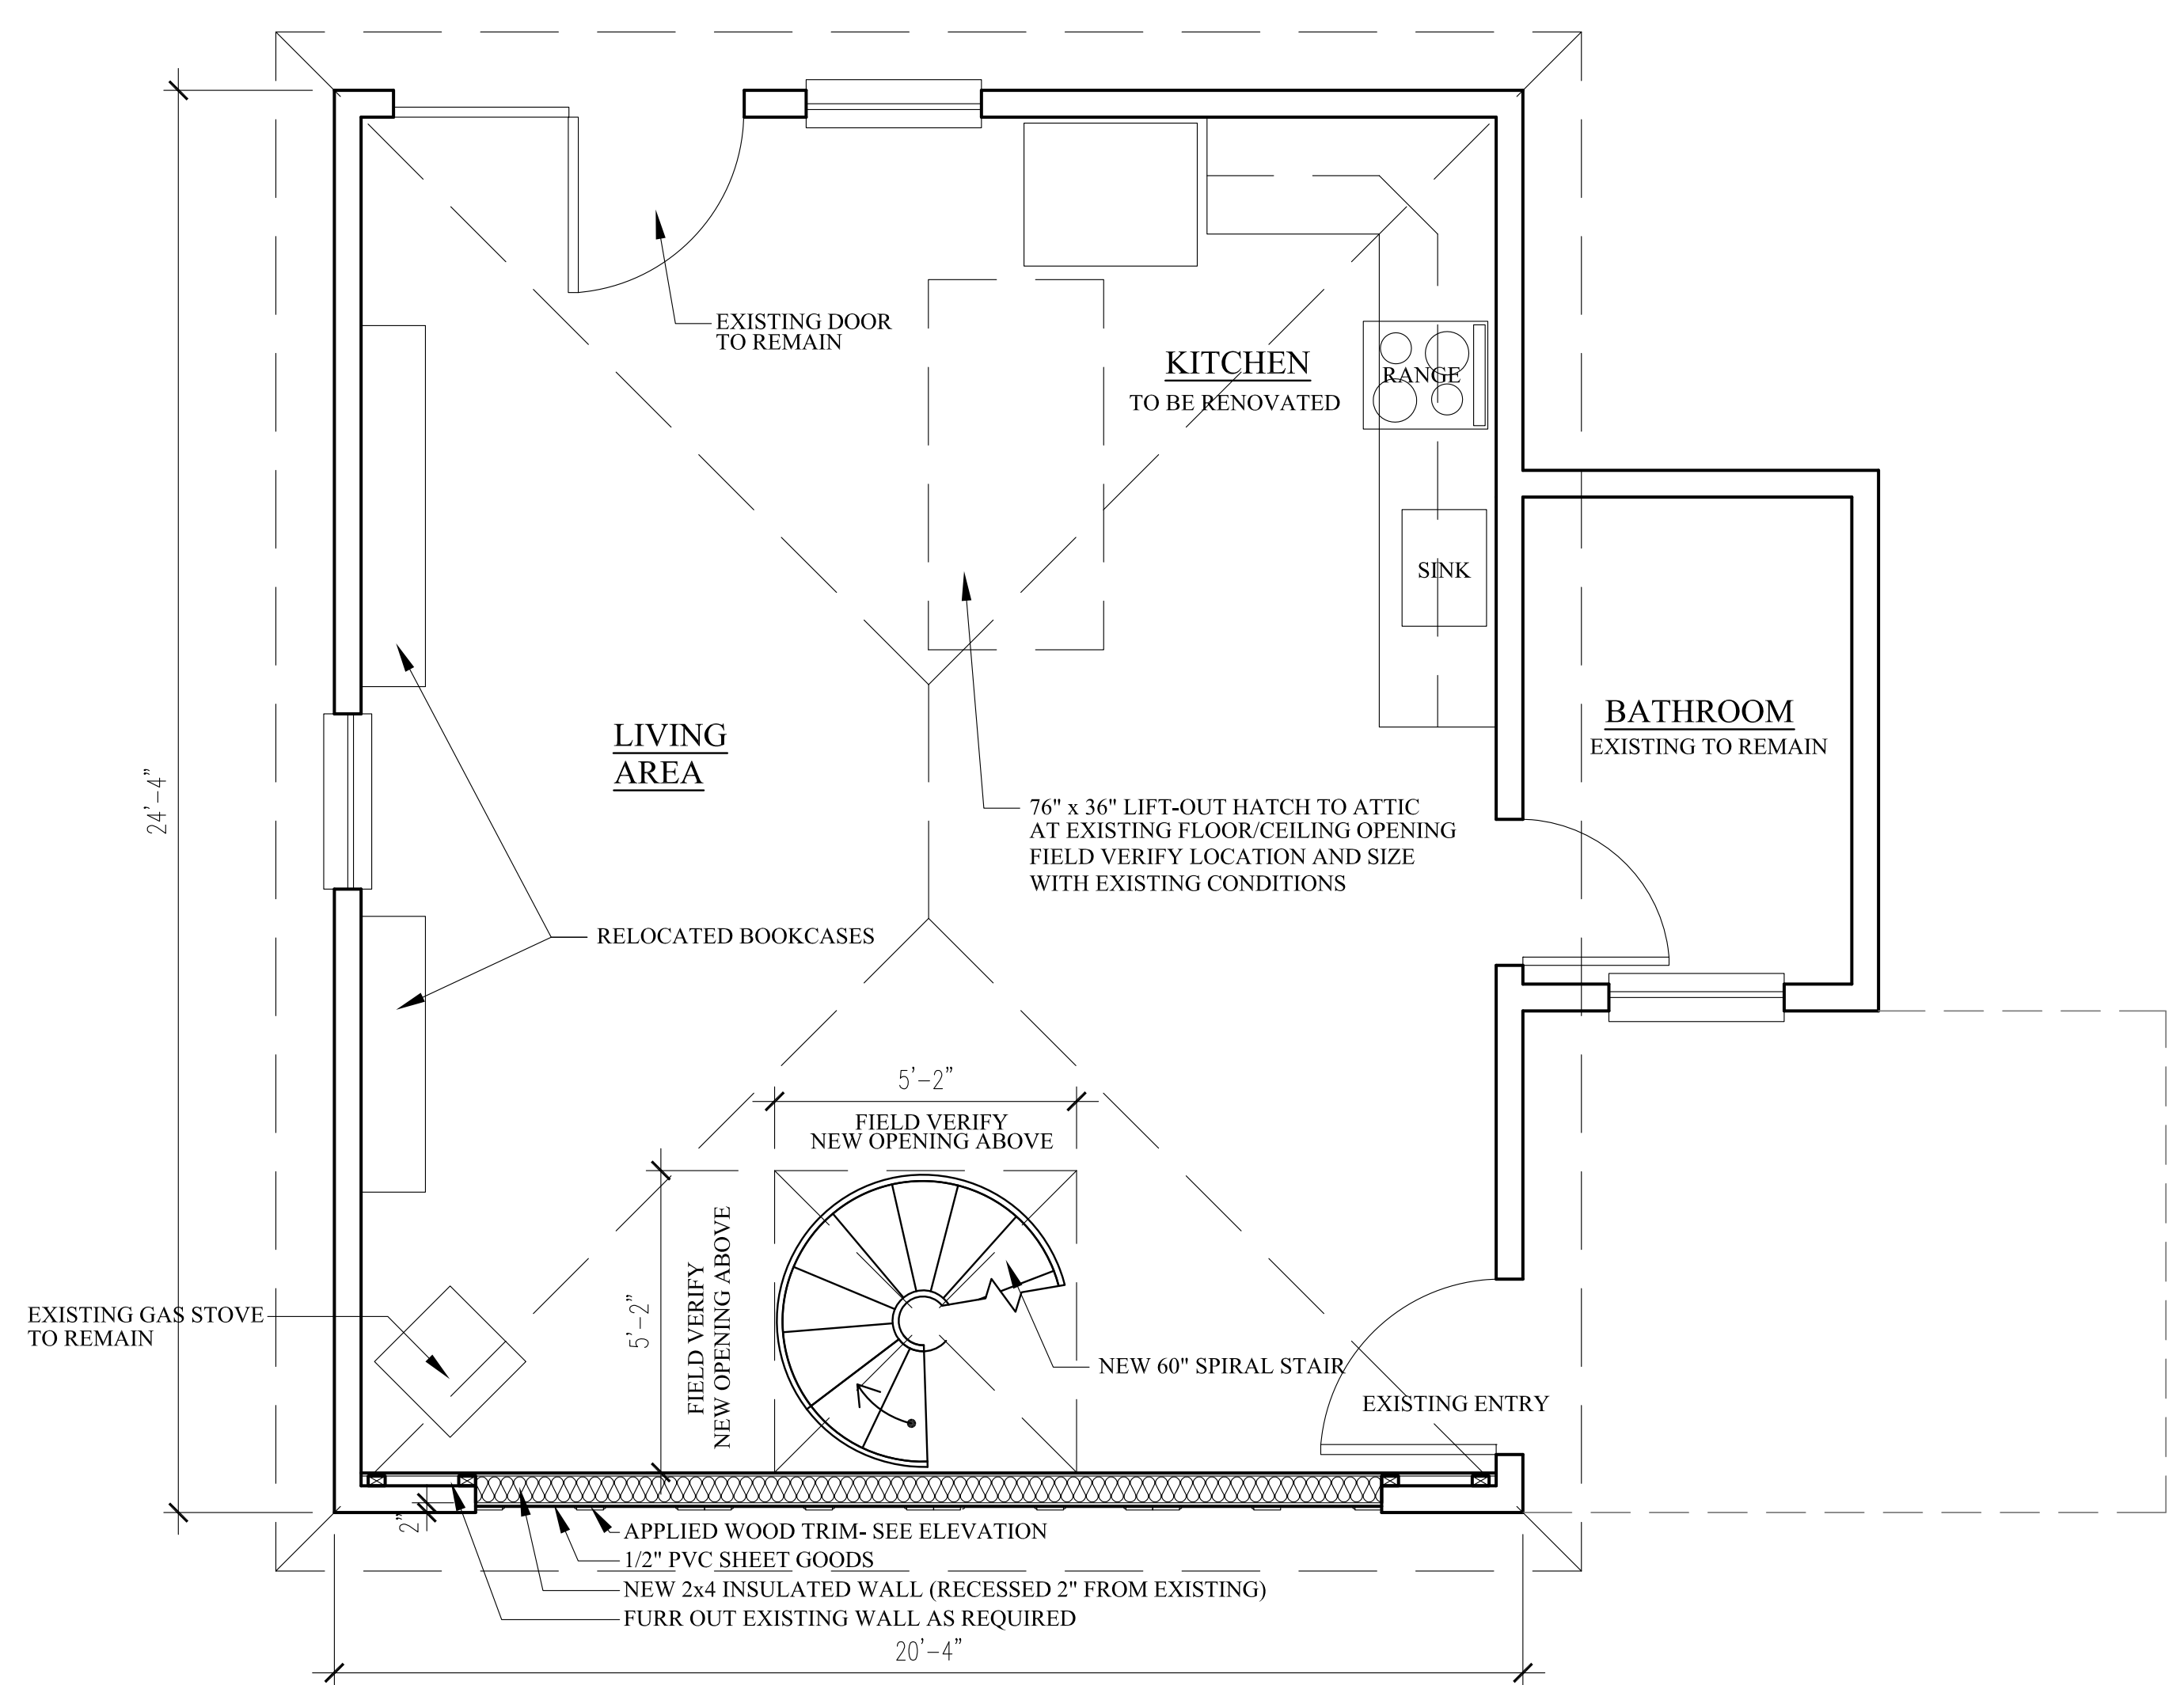 EXISTING DOOR
TO REMAIN
KITCHEN
TO BE RENOVATED
RANGE
SINK
LIVING
AREA
BATHROOM
EXISTING TO REMAIN
24'-4"
76" x 36" LIFT-OUT HATCH TO ATTIC
AT EXISTING FLOOR/CEILING OPENING
FIELD VERIFY LOCATION AND SIZE
WITH EXISTING CONDITIONS
RELOCATED BOOKCASES
5'-2"
FIELD VERIFY
NEW OPENING ABOVE
5'-2"
FIELD VERIFY
NEW OPENING ABOVE
EXISTING GAS STOVE
TO REMAIN
NEW 60" SPIRAL STAIR
EXISTING ENTRY
2"
APPLIED WOOD TRIM- SEE ELEVATION
1/2" PVC SHEET GOODS
NEW 2x4 INSULATED WALL (RECESSED 2" FROM EXISTING)
FURR OUT EXISTING WALL AS REQUIRED
20'-4"